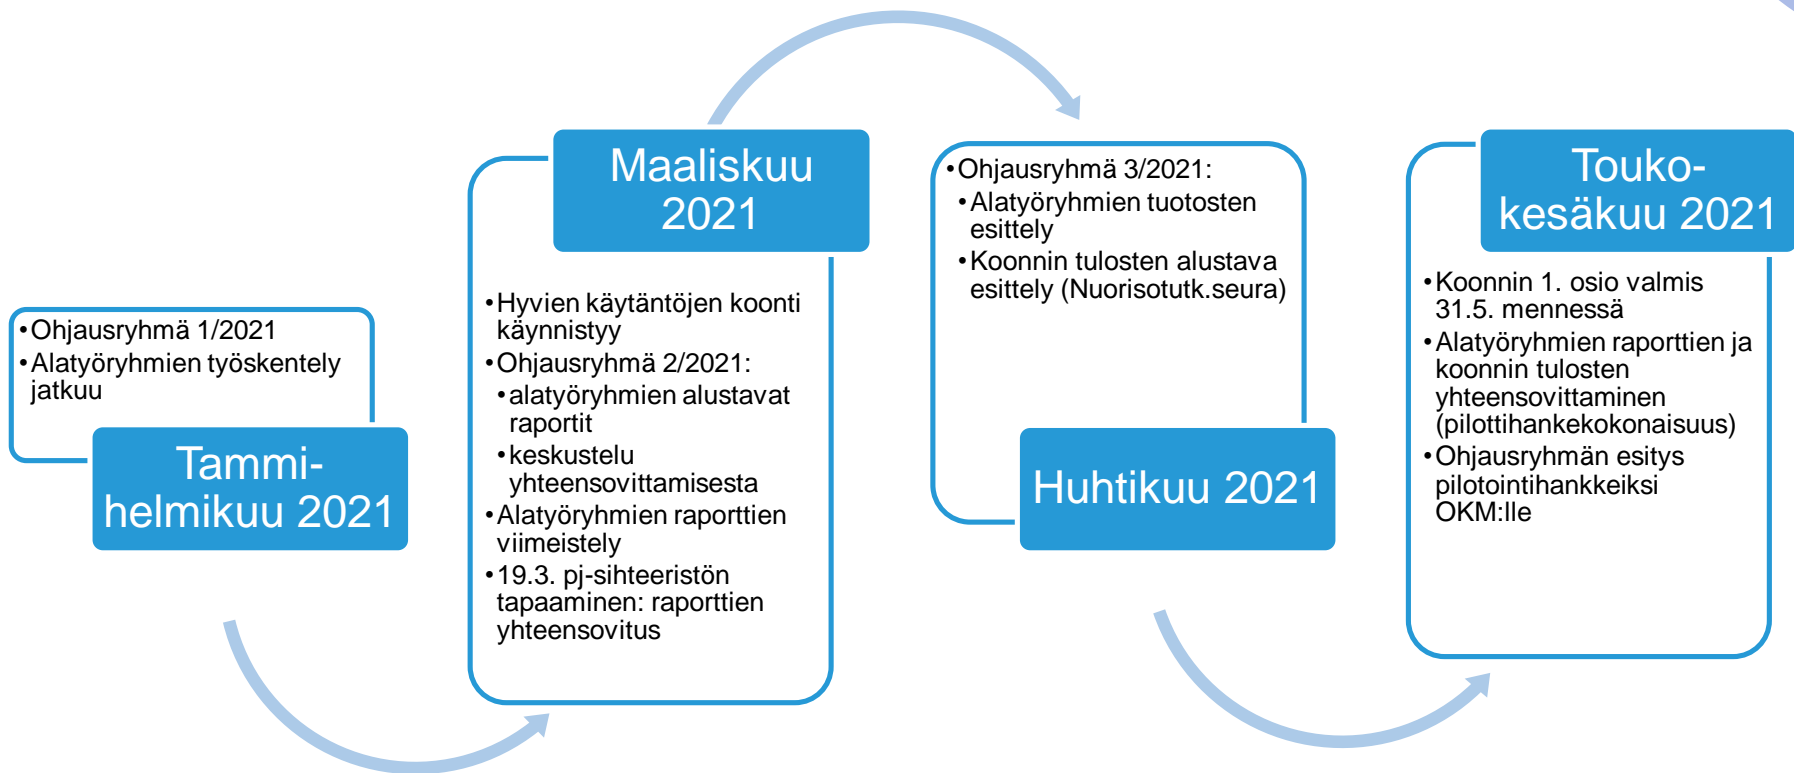 •Ohjausryhmä 1/2021
•Alatyöryhmien työskentely
jatkuu
Tammi-
helmikuu 2021
Maaliskuu
2021
•Hyvien käytäntöjen koonti
käynnistyy
•Ohjausryhmä 2/2021:
•alatyöryhmien alustavat
raportit
•keskustelu
yhteensovittamisesta
•Alatyöryhmien raporttien
viimeistely
•19.3. pj-sihteeristön
tapaaminen: raporttien
yhteensovitus
•Ohjausryhmä 3/2021:
•Alatyöryhmien tuotosten
esittely
•Koonnin tulosten alustava
esittely (Nuorisotutk.seura)
Huhtikuu 2021
Touko-
kesäkuu 2021
•Koonnin 1. osio valmis
31.5. mennessä
•Alatyöryhmien raporttien ja
koonnin tulosten
yhteensovittaminen
(pilottihankekokonaisuus)
•Ohjausryhmän esitys
pilotointihankkeiksi
OKM:lle